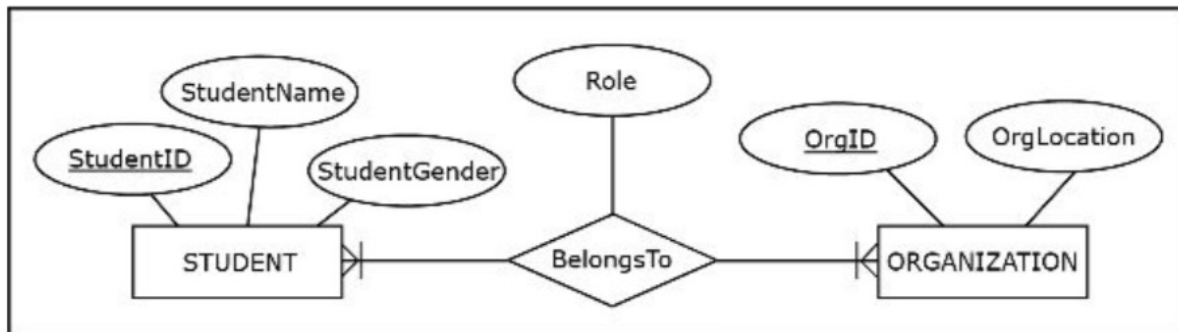 StudentName
Role
StudentID
StudentGender
OrgID
OrgLocation
STUDENT
BelongsTo
ORGANIZATION